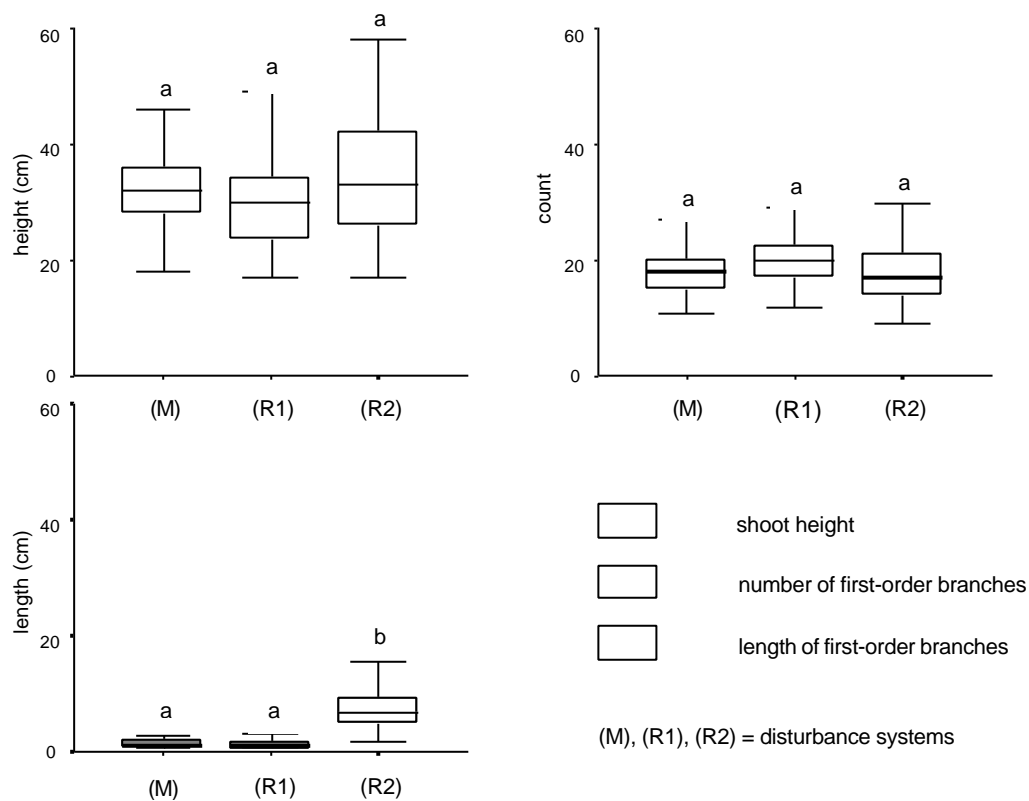 60
40
20
0
height (cm)
a
a
a
(M)
(R1)
(R2)
60
40
20
0
count
a
a
a
(M)
(R1)
(R2)
60
40
20
0
length (cm)
a
a
b
(M)
(R1)
(R2)
shoot height
number of first-order branches
length of first-order branches
(M), (R1), (R2) = disturbance systems